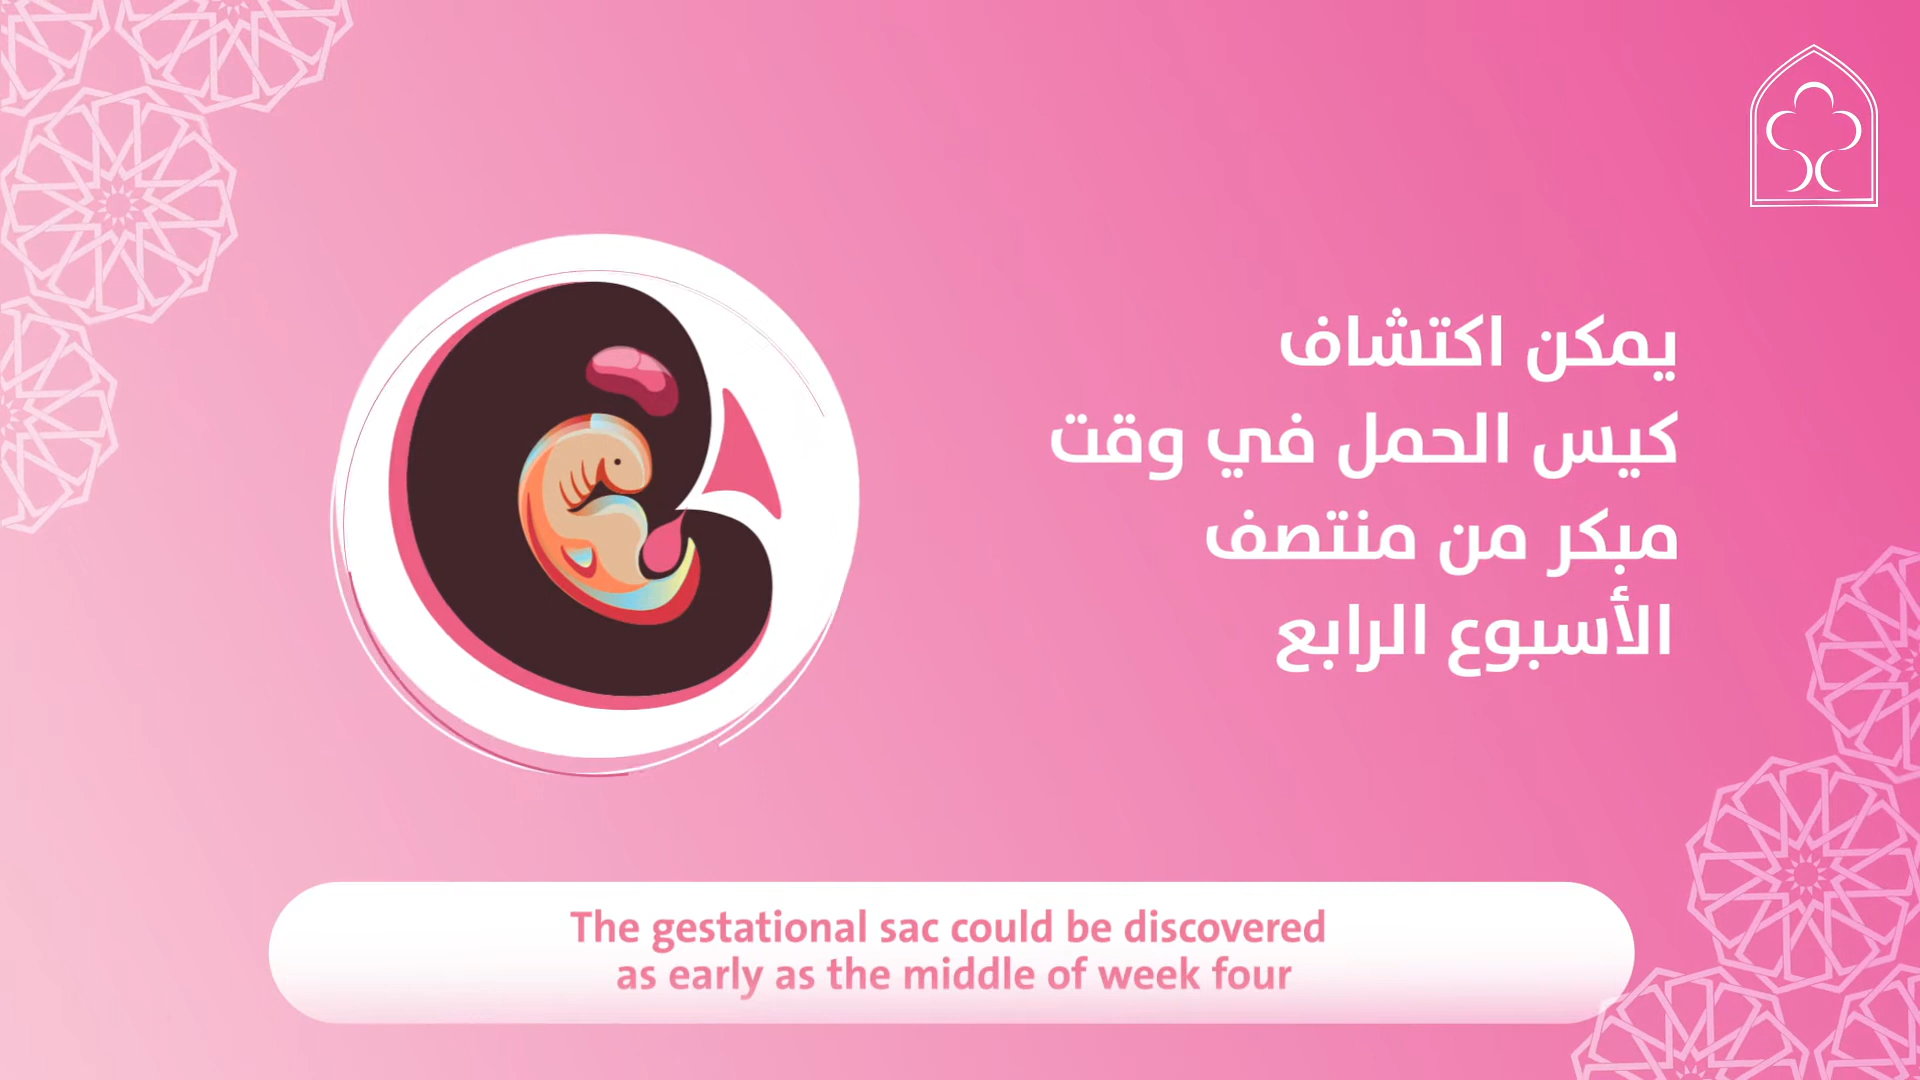 يمكن اكتشاف
كيس الحمل في وقت
مبكر من منتصف
الأسبوع الرابع
The gestational sac could be discovered
as early as the middle of week four